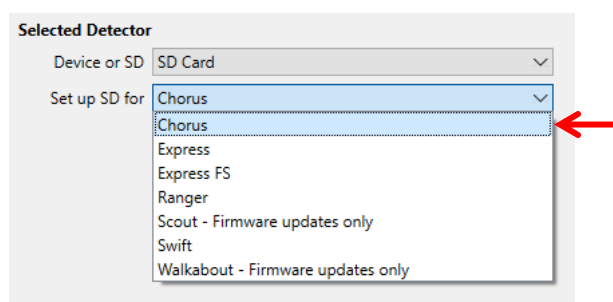 Selected Detector
Device or SD SD Card
Set up SD for Chorus
Chorus
Express
Express FS
Ranger
Scout - Firmware updates only
Swift
Walkabout - Firmware updates only